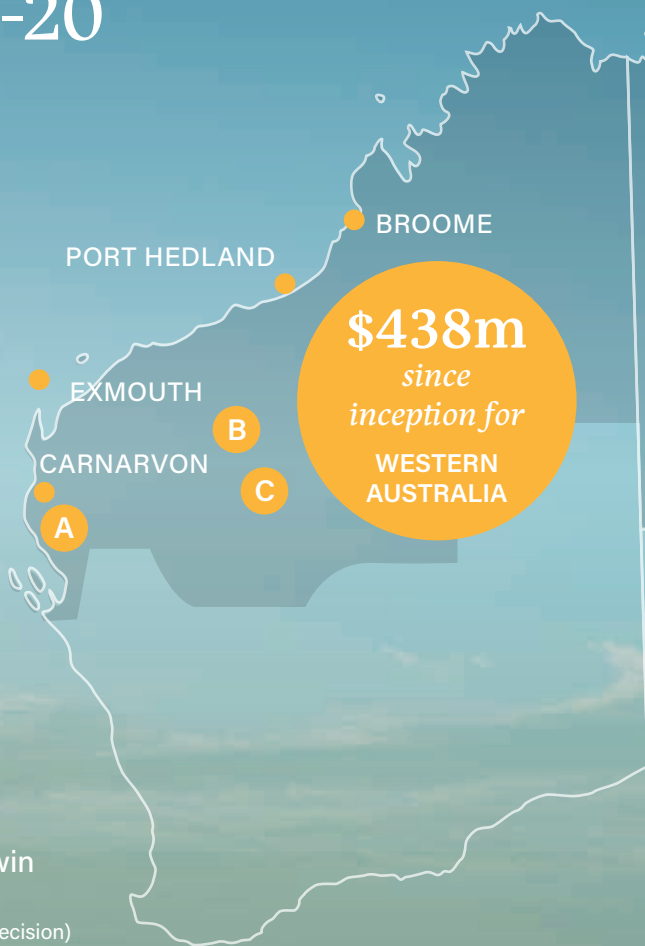 -20
BROOME
PORT HEDLAND
$438m
since
inception for
WESTERN
AUSTRALIA
EXMOUTH
B
CARNARVON
C
A
win
ecision)